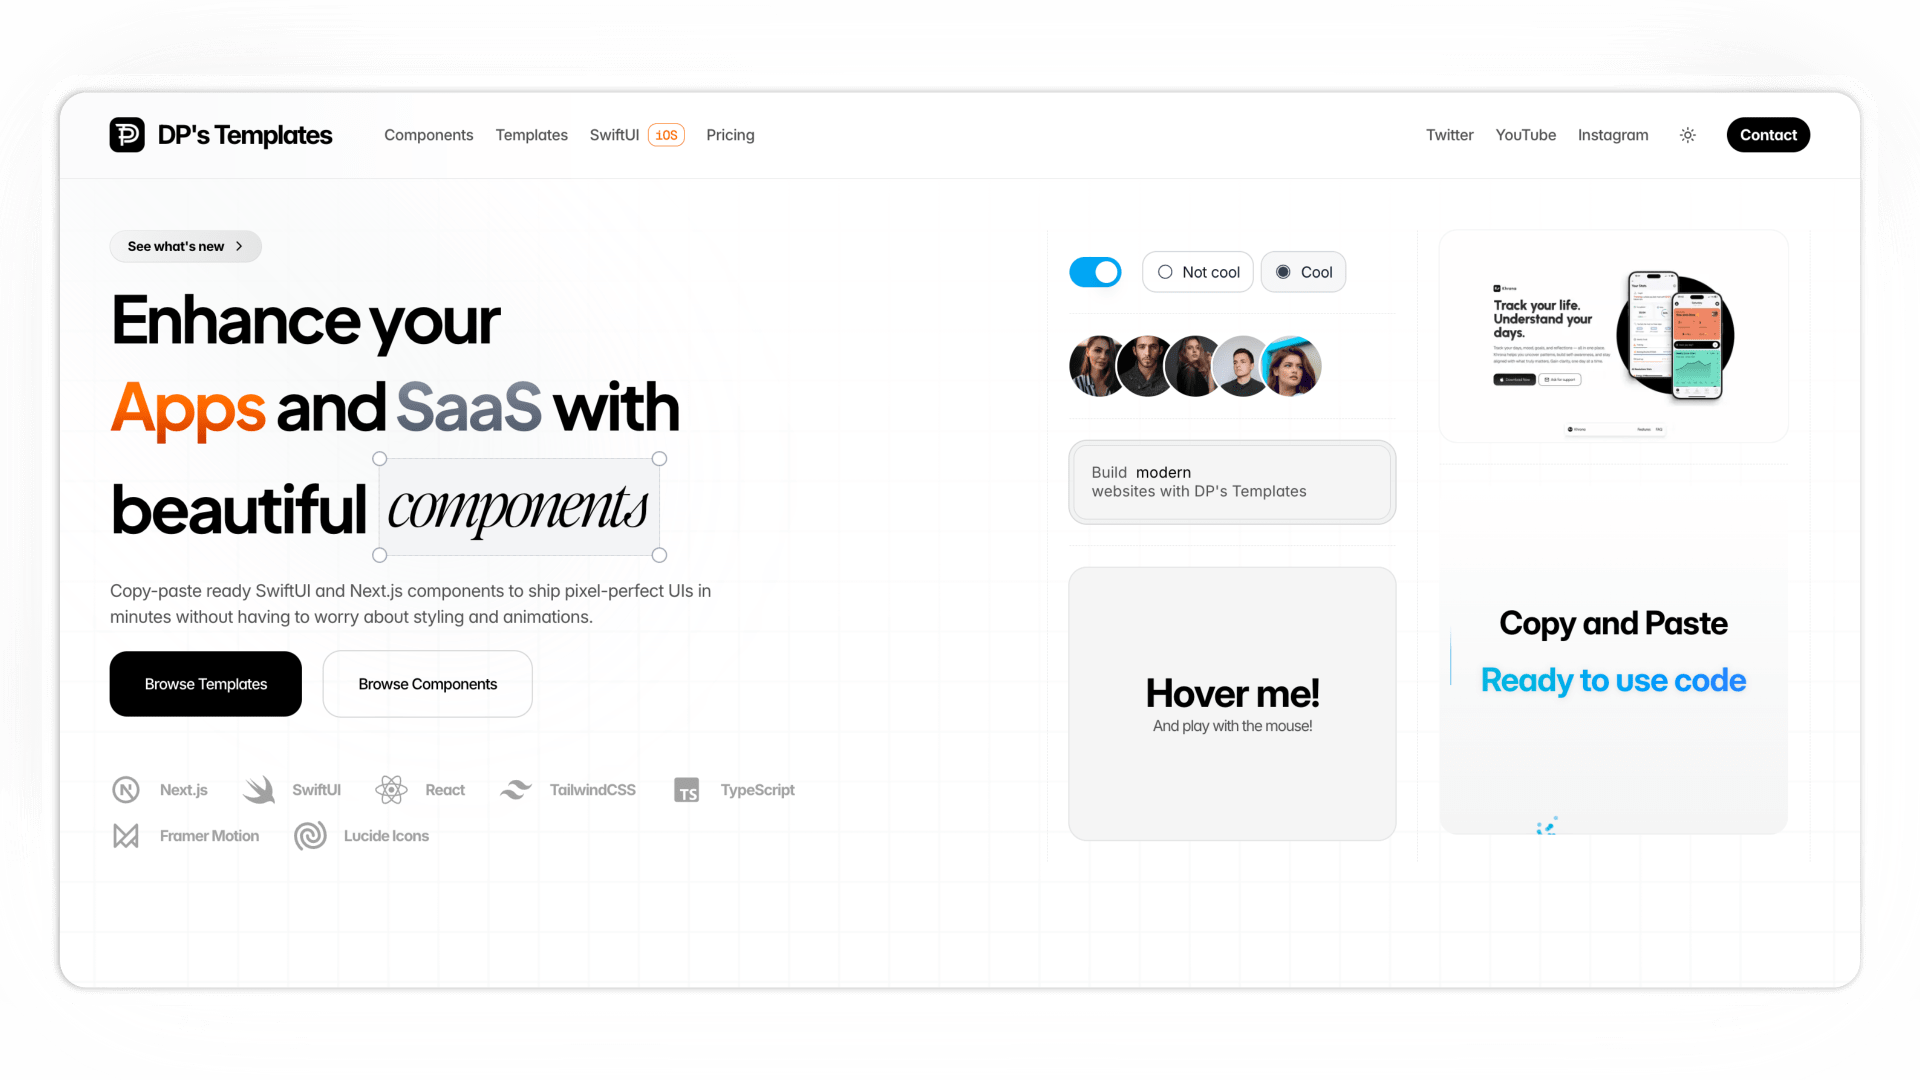 DP's Templates
Components
Templates
SwiftUI
iOS
Pricing
Twitter
YouTube
Instagram
Contact
See what's new
Enhance your
Apps and SaaS with
beautiful components
Copy-paste ready SwiftUI and Next.js components to ship pixel-perfect UIs in
minutes without having to worry about styling and animations.
Browse Templates
Browse Components
Next.js
SwiftUI
React
TailwindCSS
TS
TypeScript
Framer Motion
Lucide Icons
Not cool
Cool
Build modern
websites with DP's Templates
Hover me!
And play with the mouse!
Track your life.
Understand your
days.
Copy and Paste
Ready to use code